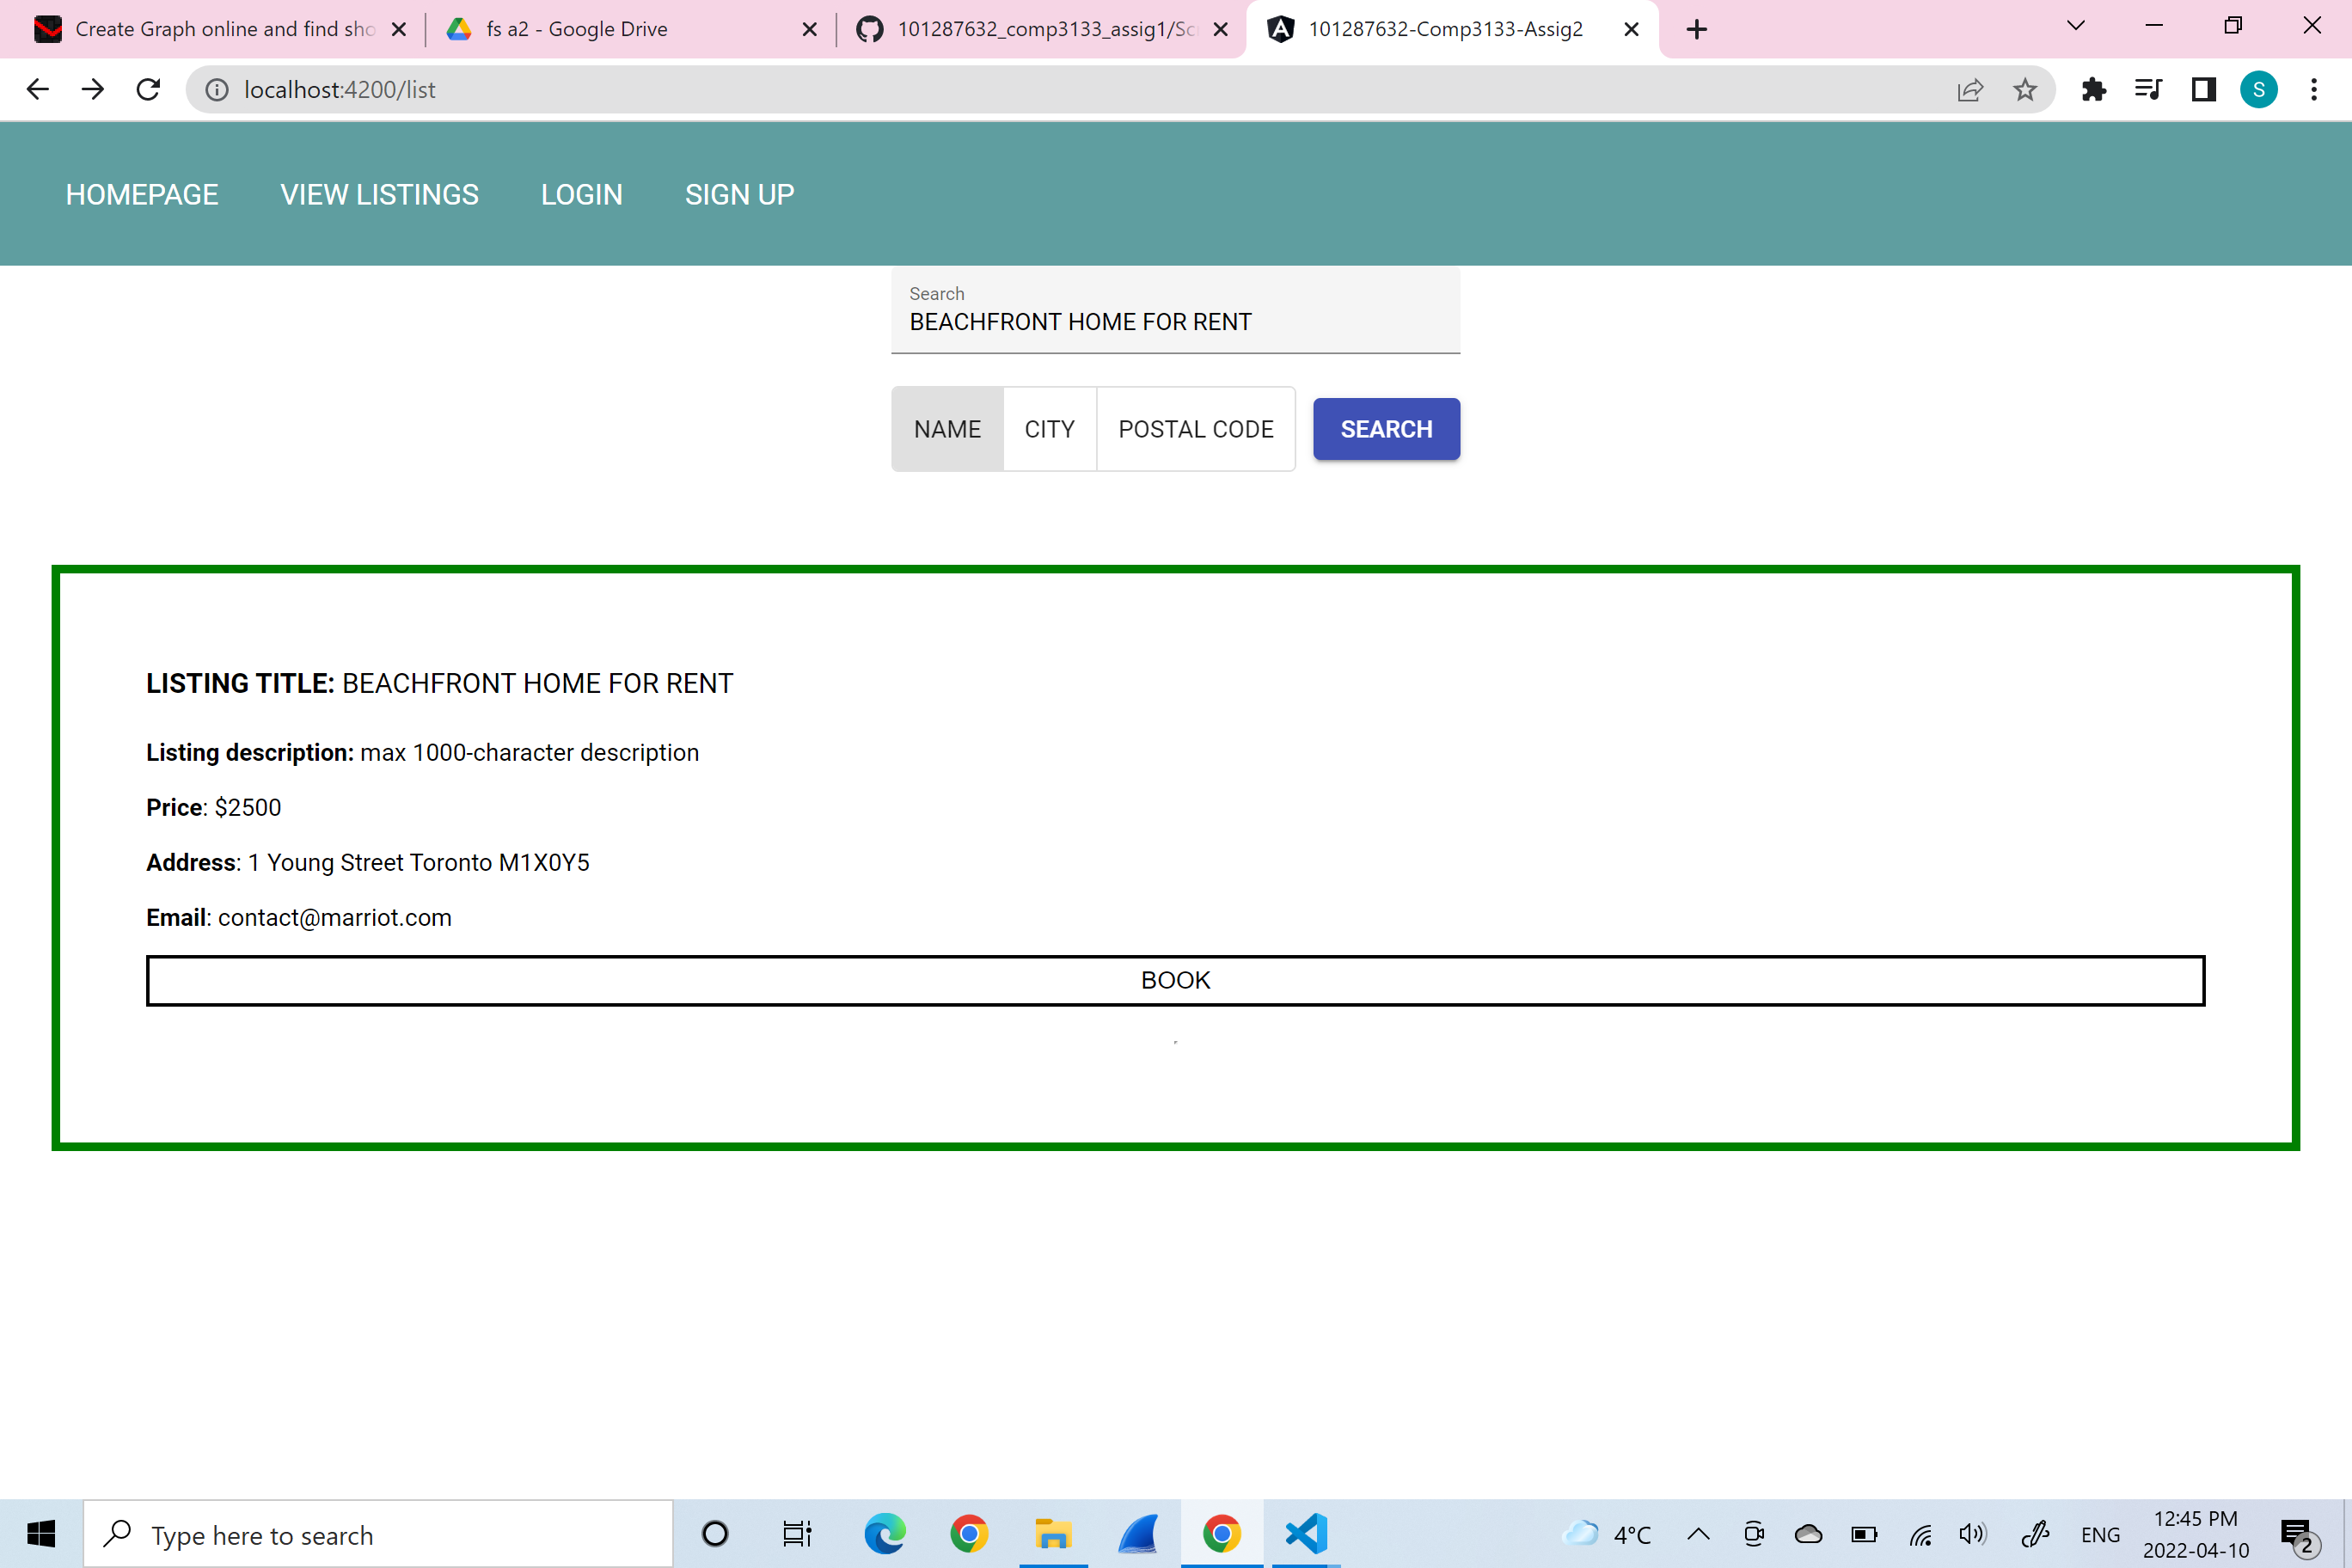 Create Graph online and find sho
fs a2 - Google Drive
101287632_comp3133_assig1/Sc
101287632-Comp3133-Assig2
localhost:4200/list
S
HOMEPAGE VIEW LISTINGS LOGIN SIGN UP
Search
BEACHFRONT HOME FOR RENT
NAME CITY POSTAL CODE SEARCH
LISTING TITLE: BEACHFRONT HOME FOR RENT
Listing description: max 1000-character description
Price: $2500
Address: 1 Young Street Toronto M1X0Y5
Email: contact@marriot.com
BOOK
Type here to search
4°C
ENG
12:45 PM
2022-04-10
2